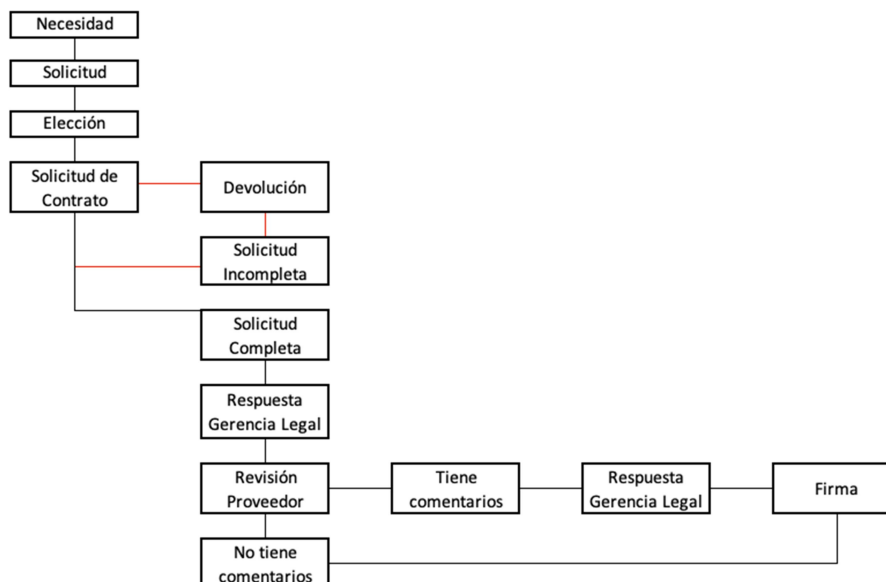 Necesidad
Solicitud
Elección
Solicitud de
Contrato
Devolución
Solicitud
Incompleta
Solicitud
Completa
Respuesta
Gerencia Legal
Revisión
Proveedor
Tiene
comentarios
Respuesta
Gerencia Legal
Firma
No tiene
comentarios